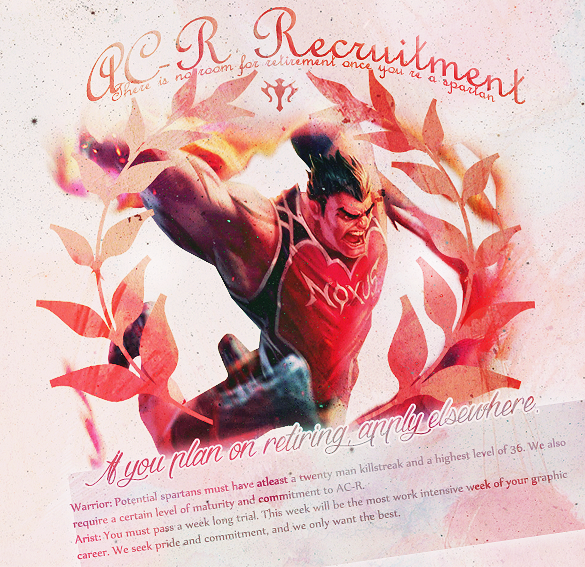 AC-R Recruitment
There is no room for retirement once you're a spartan
NOXUS
If you plan on retiring, apply elsewhere.
Warrior: Potential spartans must have atleast a twenty man killstreak and a highest level of 36. We also
require a certain level of maturity and commitment to AC-R.
Arist: You must pass a week long trial. This week will be the most work intensive week of your graphic
career. We seek pride and commitment, and we only want the best.